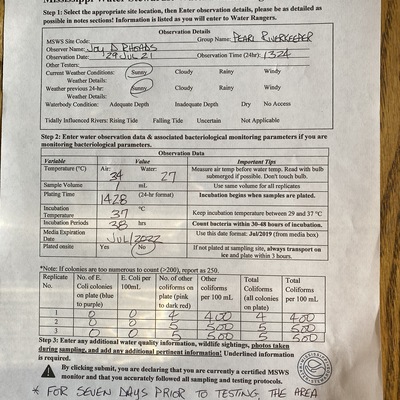 Mississippi Water Stewards
Step 1: Select the appropriate site location, then Enter observation details, please be as detailed as
possible in notes sections! Information is listed as you will enter to Water Rangers.
Observation Details
MSWS Site Code: Group Name: PEARL RIVERKEEPER
Observer Name: JOY D RHOADS
Observation Date: 29 JUL 21 Observation Time (24hr): 1324
Other Testers:
Current Weather Conditions: Sunny Cloudy Rainy Windy
Weather Details:
Weather previous 24-hr: Sunny Cloudy Rainy Windy
Weather Details:
Waterbody Condition: Adequate Depth Inadequate Depth Dry No Access
Tidally Influenced Rivers: Rising Tide Falling Tide Uncertain Not Applicable
Step 2: Enter water observation data & associated bacteriological monitoring parameters if you are
monitoring bacteriological parameters.
Observation Data
Variable Value Important Tips
Temperature (°C) Air: 34 Water: 27 Measure air temp before water temp. Read with bulb
submerged if possible. Don't touch bulb.
Sample Volume 1 mL Use same volume for all replicates
Plating Time 1428 (24-hr format) Incubation begins when samples are plated.
Incubation
Temperature 37 °C Keep incubation temperature between 29 and 37 °C
Incubation Periods 38 hrs Count bacteria within 30-48 hours of incubation.
Media Expiration
Date JUL/2022 Use this date format: Jul/2019 (from media box)
Plated onsite Yes No If not plated at sampling site, always transport on
ice and plate within 3 hours.
*Note: If colonies are too numerous to count (>200), report as 250.
Replicate
No. No. of E.
Coli colonies
on plate (blue
to purple) E. Coli per
100mL No. of other
coliforms on
plate (pink
to dark red) Other
coliforms
per 100 mL Total
Coliforms
(all colonies
on plate) Total
Coliforms
per 100 mL
1 0 0 4 400 4 400
2 0 0 5 500 5 500
3 0 0 5 500 5 500
Step 3: Enter any additional water quality information, wildlife sightings, photos taken
during sampling, and add any additional pertinent information! Underlined information
is required.
By clicking submit, you are declaring that you are currently a certified MSWS
monitor and that you accurately followed all sampling and testing protocols.
* FOR SEVEN DAYS PRIOR TO TESTING, THE AREA